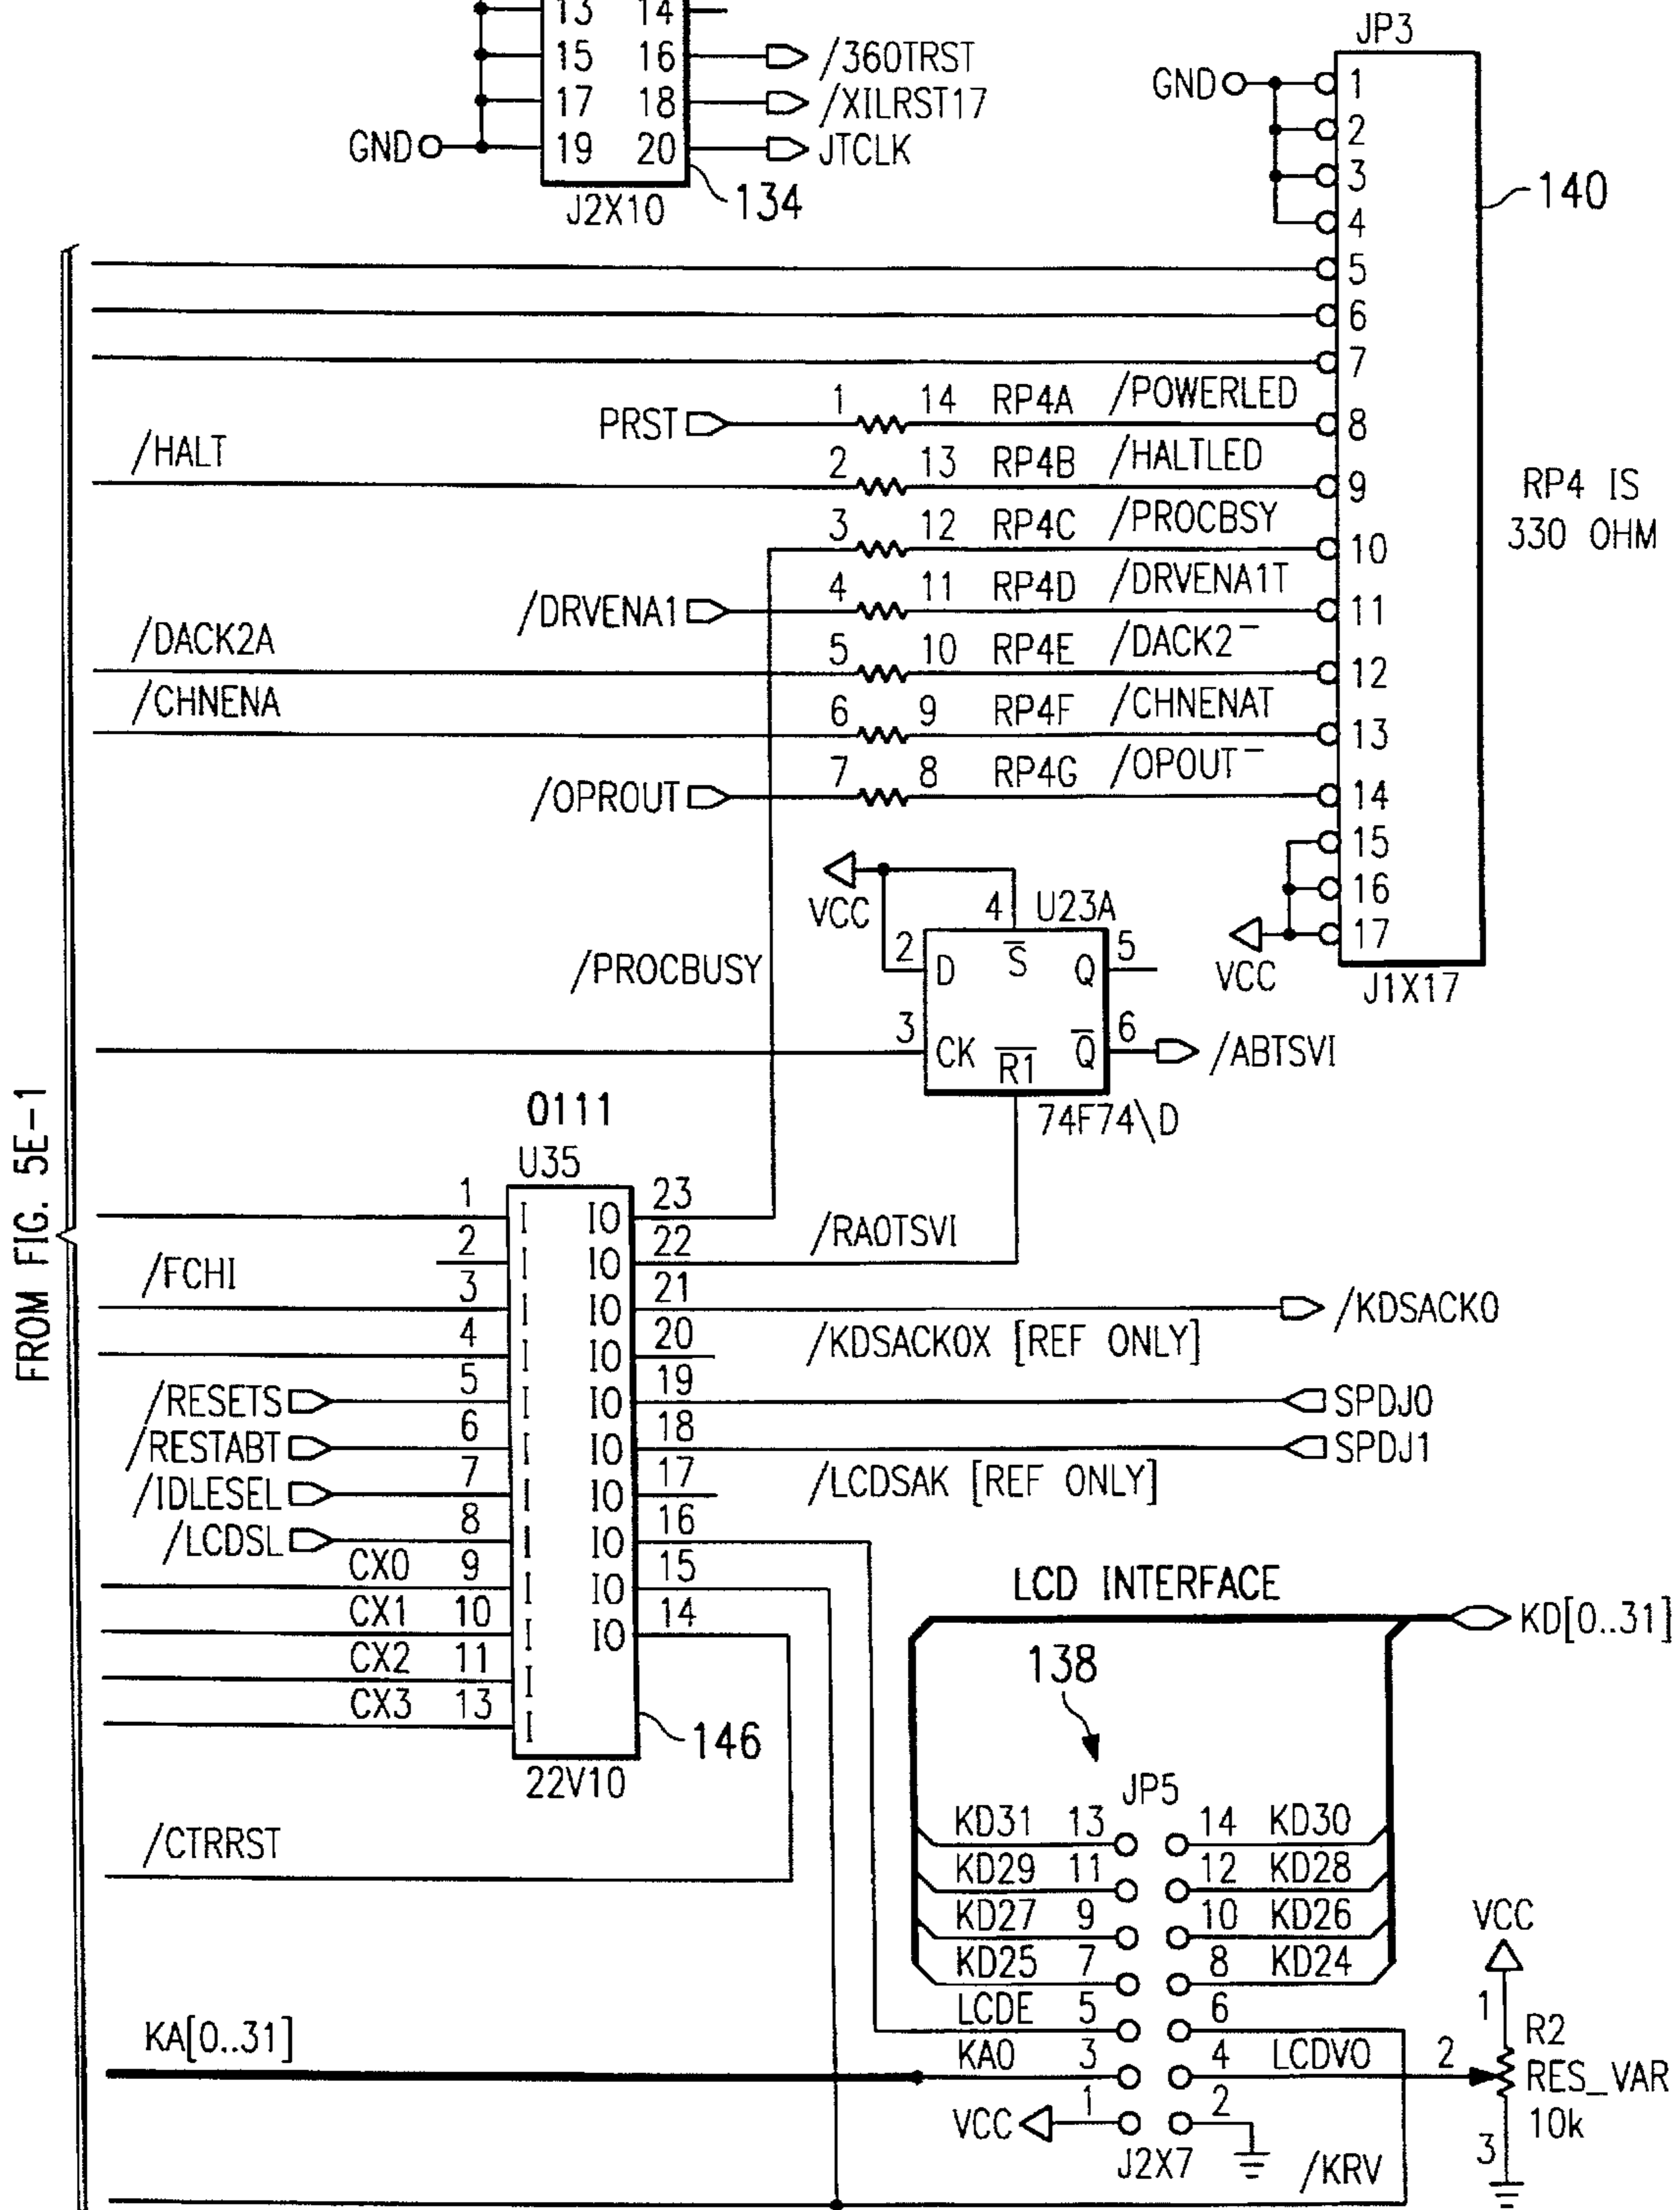 13 14
15 16 /360TRST
17 18 /XILRST17
GND 19 20 JTCLK
J2X10 134
JP3
GND 1
2
3
4
140
5
6
7
PRST 1 14 RP4A /POWERLED 8
/HALT 2 13 RP4B /HALTLED 9
3 12 RP4C /PROCBSY 10
/DRVENA1 4 11 RP4D /DRVENA1T 11
/DACK2A 5 10 RP4E /DACK2‾ 12
/CHNENA 6 9 RP4F /CHNENAT 13
/OPROUT 7 8 RP4G /OPOUT‾ 14
15
16
17
VCC
J1X17
RP4 IS
330 OHM
VCC 4 U23A
/PROCBUSY 2 D S̅ Q 5
3 CK R̅1̅ Q̅ 6 /ABTSVI
74F74\D
FROM FIG. 5E-1
0111
U35
1 I IO 23
2 I IO 22 /RAOTSVI
/FCHI 3 I IO 21 /KDSACK0
4 I IO 20 /KDSACK0X [REF ONLY]
/RESETS 5 I IO 19 SPDJ0
/RESTABT 6 I IO 18 SPDJ1
/IDLESEL 7 I IO 17 /LCDSAK [REF ONLY]
/LCDSL 8 I IO 16
CX0 9 I IO 15
CX1 10 I IO 14
CX2 11 I
CX3 13 I
146
22V10
/CTRRST
LCD INTERFACE
KD[0..31]
138
JP5
KD31 13 14 KD30
KD29 11 12 KD28
KD27 9 10 KD26
KD25 7 8 KD24
LCDE 5 6
KA[0..31] KA0 3 4 LCDVO 2
VCC 1 2
J2X7
/KRV
VCC
1
R2
RES_VAR
10k
3